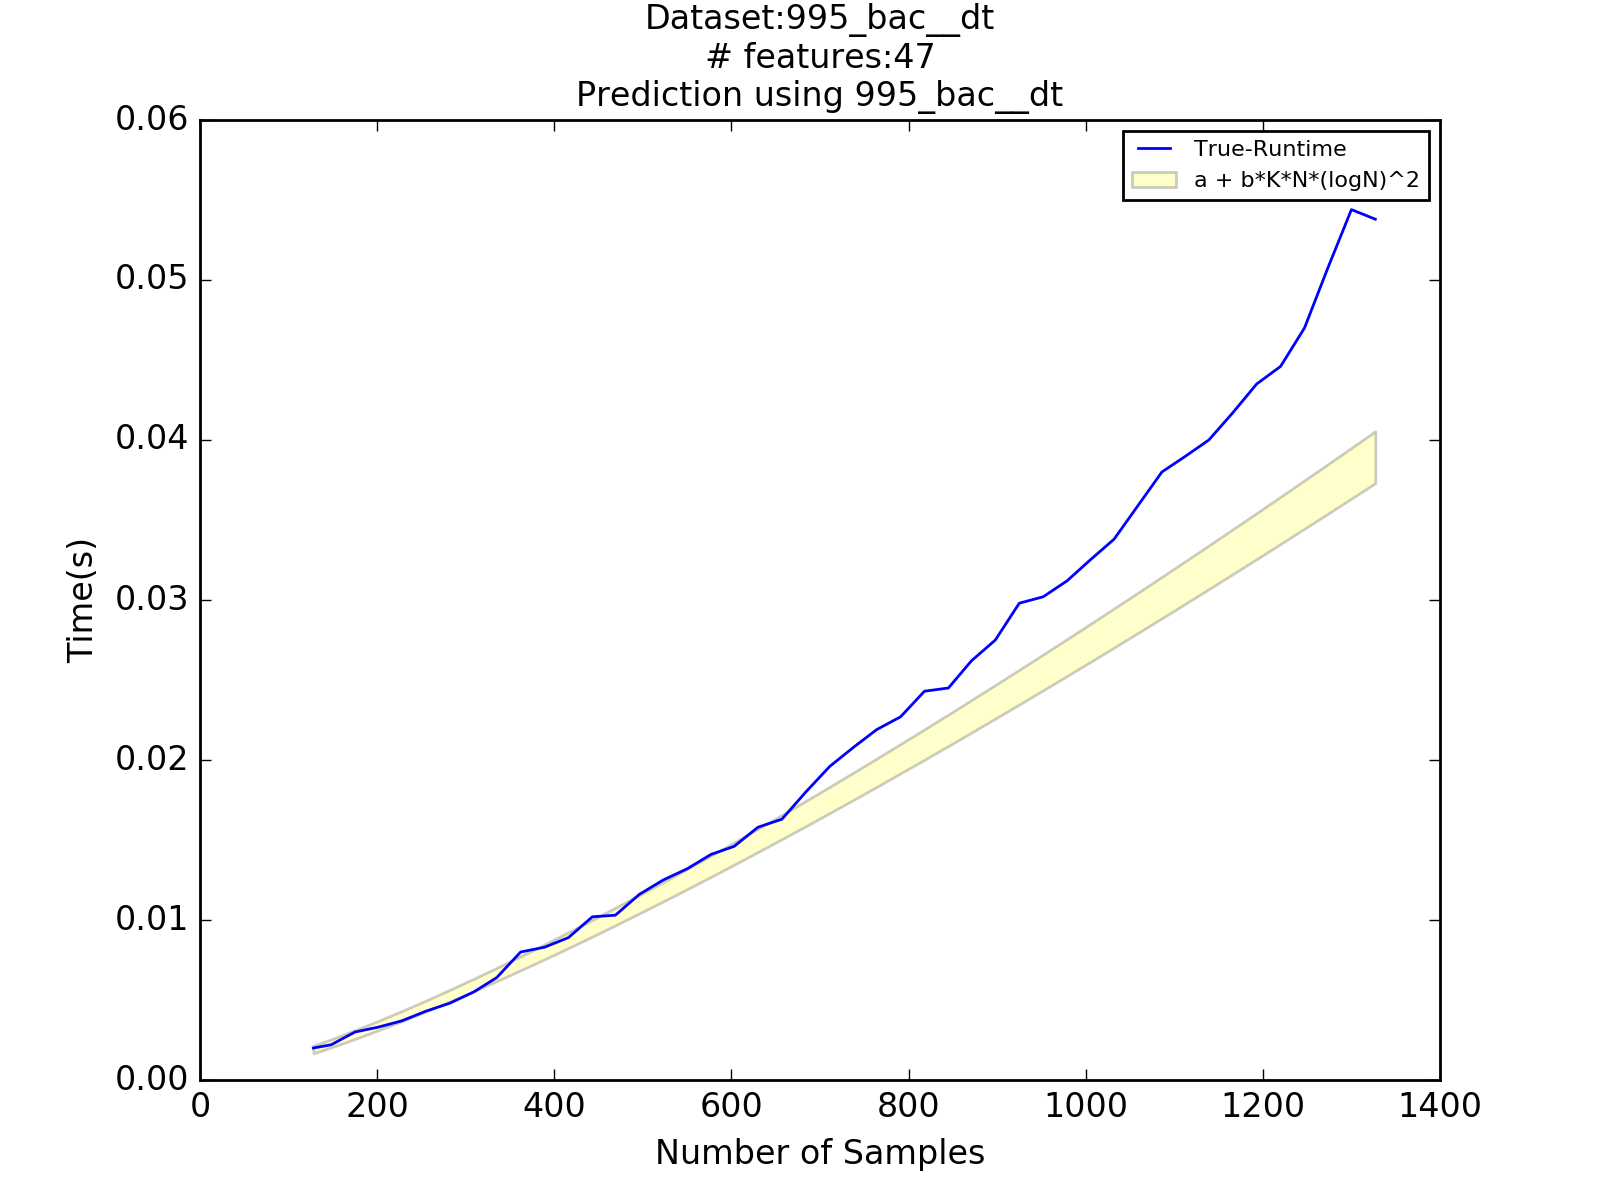 Dataset:995_bac__dt
# features:47
Prediction using 995_bac__dt
True-Runtime
a + b*K*N*(logN)^2
0.06
0.05
0.04
0.03
0.02
0.01
0.00
Time(s)
0 200 400 600 800 1000 1200 1400
Number of Samples